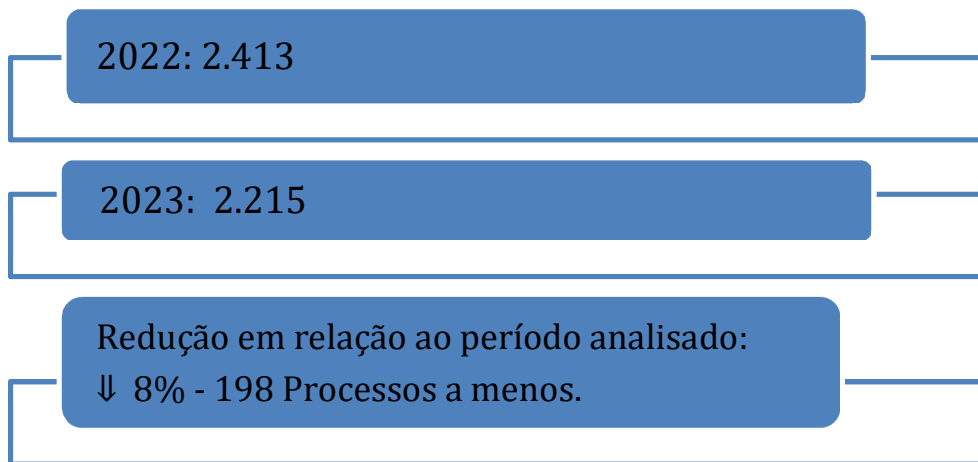 2022: 2.413
2023: 2.215
Redução em relação ao período analisado:
⇓ 8% - 198 Processos a menos.